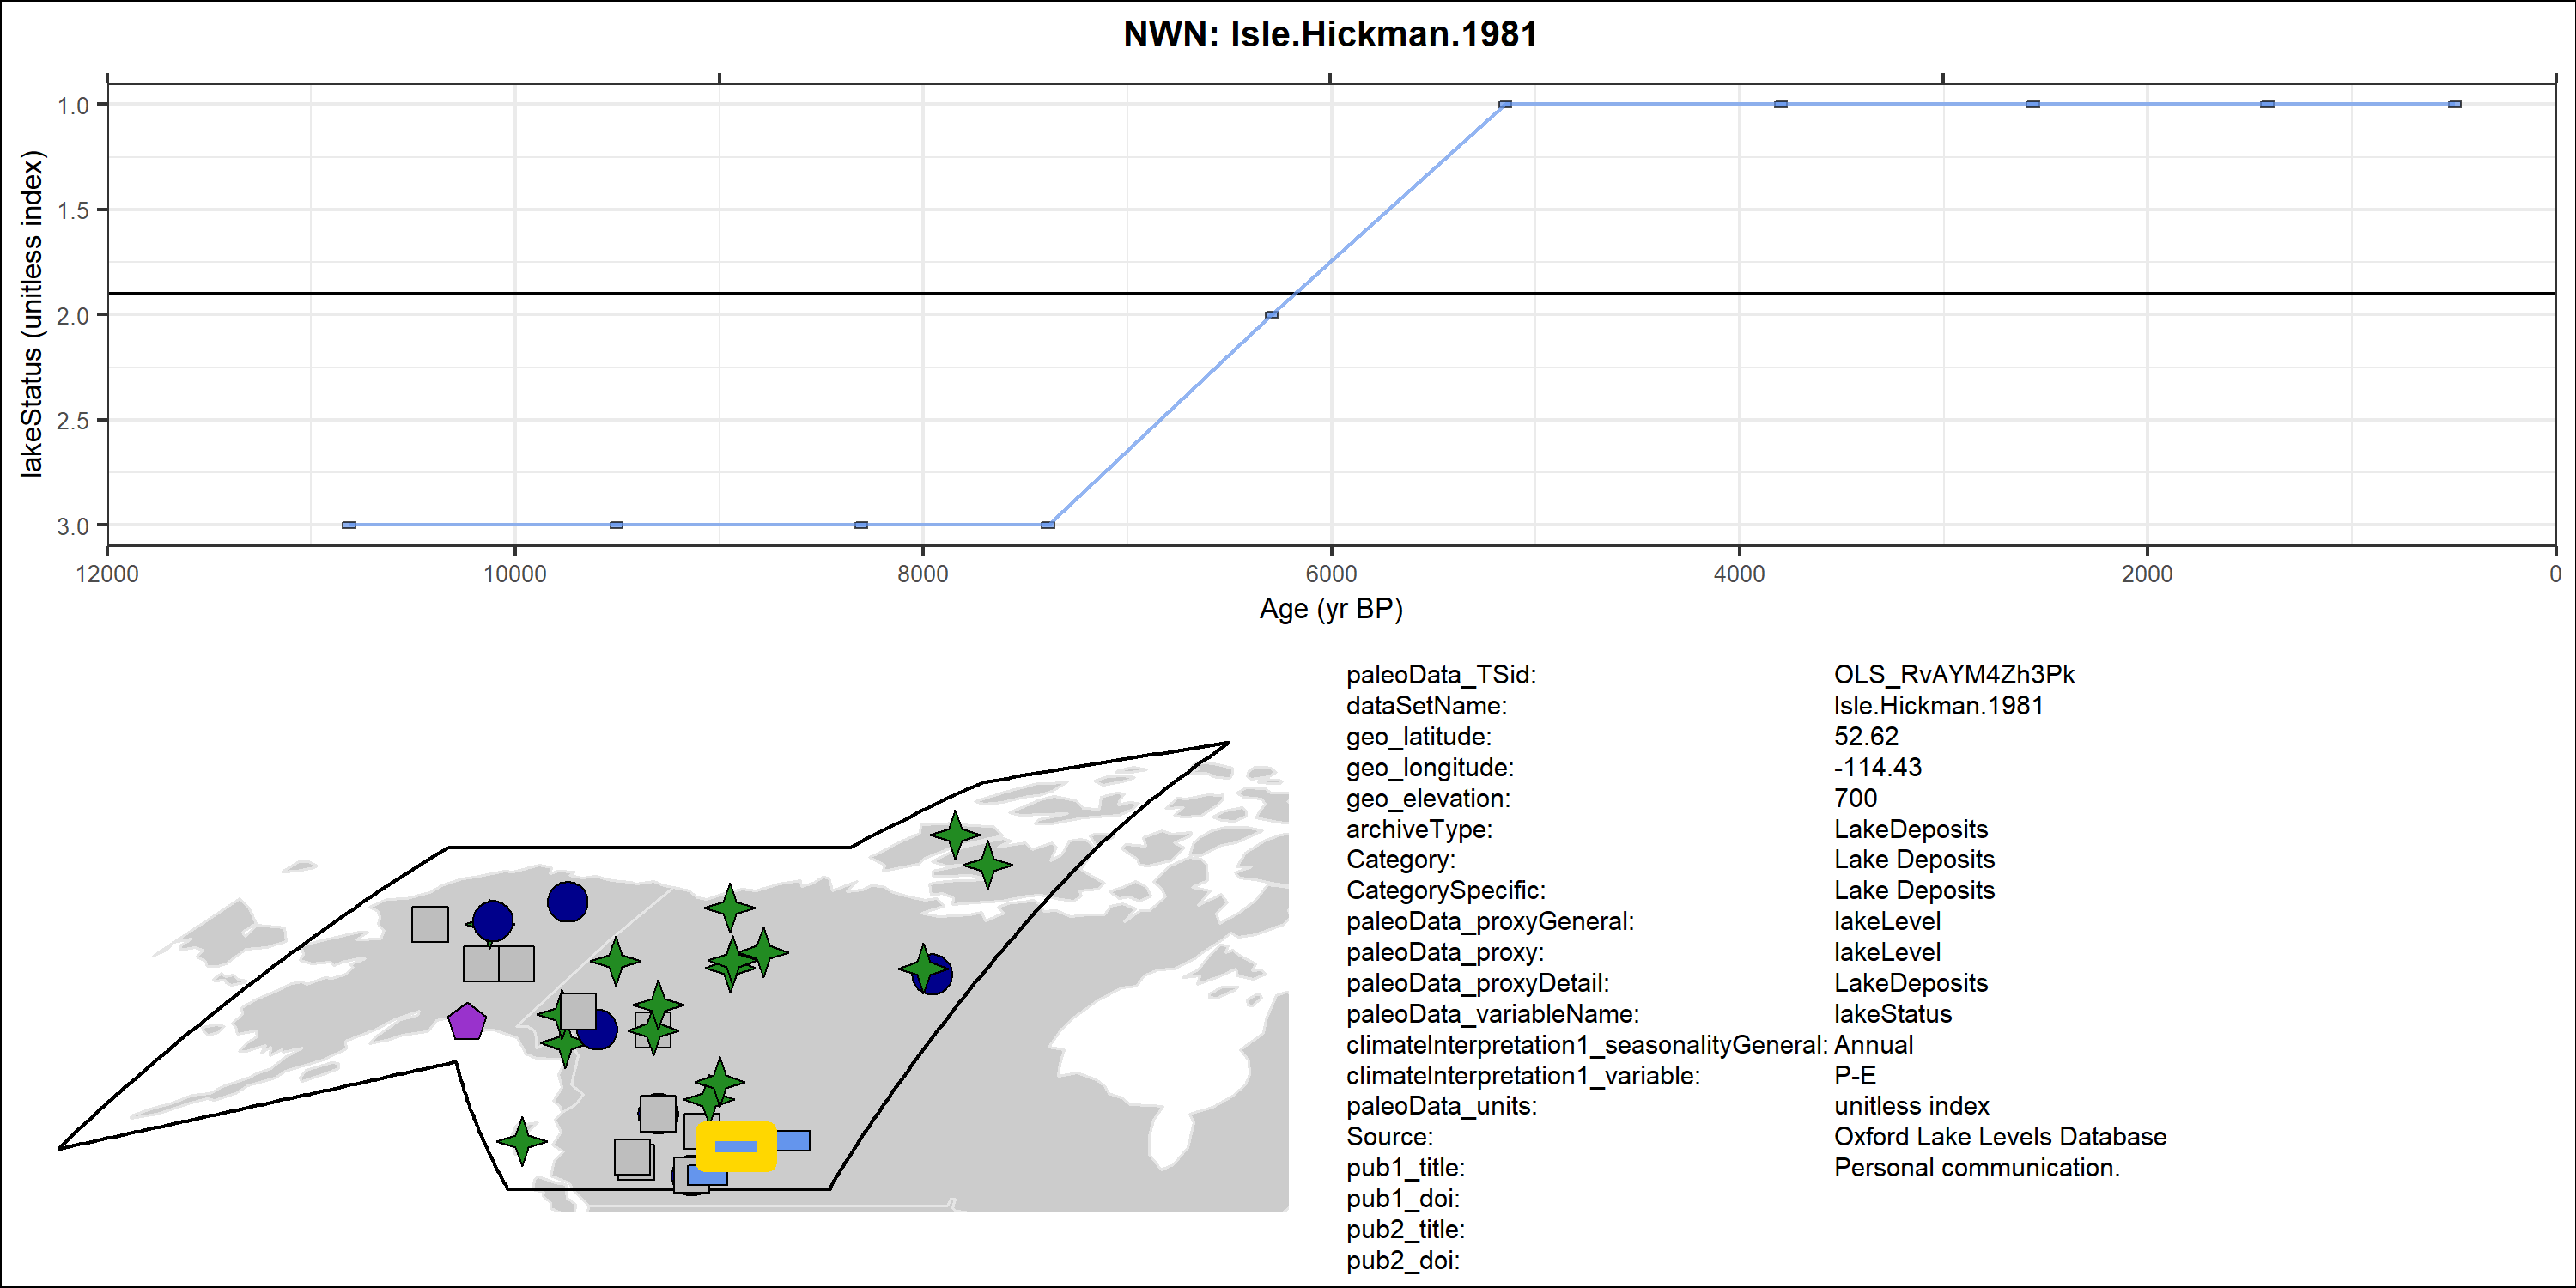 NWN: Isle.Hickman.1981
lakeStatus (unitless index)
1.0
1.5
2.0
2.5
3.0
12000 10000 8000 6000 4000 2000 0
Age (yr BP)
paleoData_TSid: OLS_RvAYM4Zh3Pk
dataSetName: Isle.Hickman.1981
geo_latitude: 52.62
geo_longitude: -114.43
geo_elevation: 700
archiveType: LakeDeposits
Category: Lake Deposits
CategorySpecific: Lake Deposits
paleoData_proxyGeneral: lakeLevel
paleoData_proxy: lakeLevel
paleoData_proxyDetail: LakeDeposits
paleoData_variableName: lakeStatus
climateInterpretation1_seasonalityGeneral: Annual
climateInterpretation1_variable: P-E
paleoData_units: unitless index
Source: Oxford Lake Levels Database
pub1_title: Personal communication.
pub1_doi:
pub2_title:
pub2_doi: